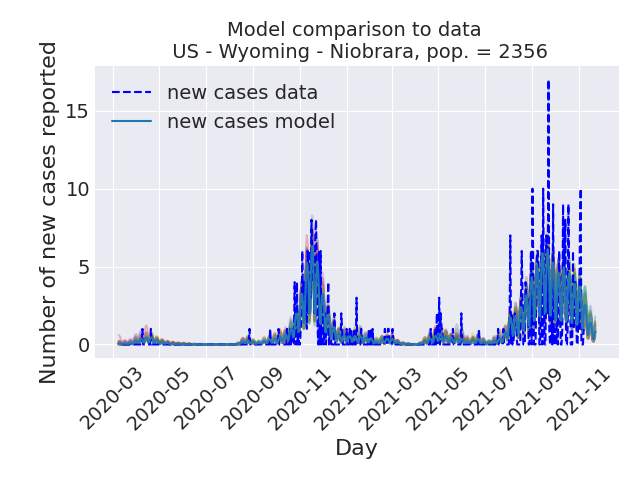 Model comparison to data
US - Wyoming - Niobrara, pop. = 2356
new cases data
new cases model
Number of new cases reported
15
10
5
0
2020-03
2020-05
2020-07
2020-09
2020-11
2021-01
2021-03
2021-05
2021-07
2021-09
2021-11
Day